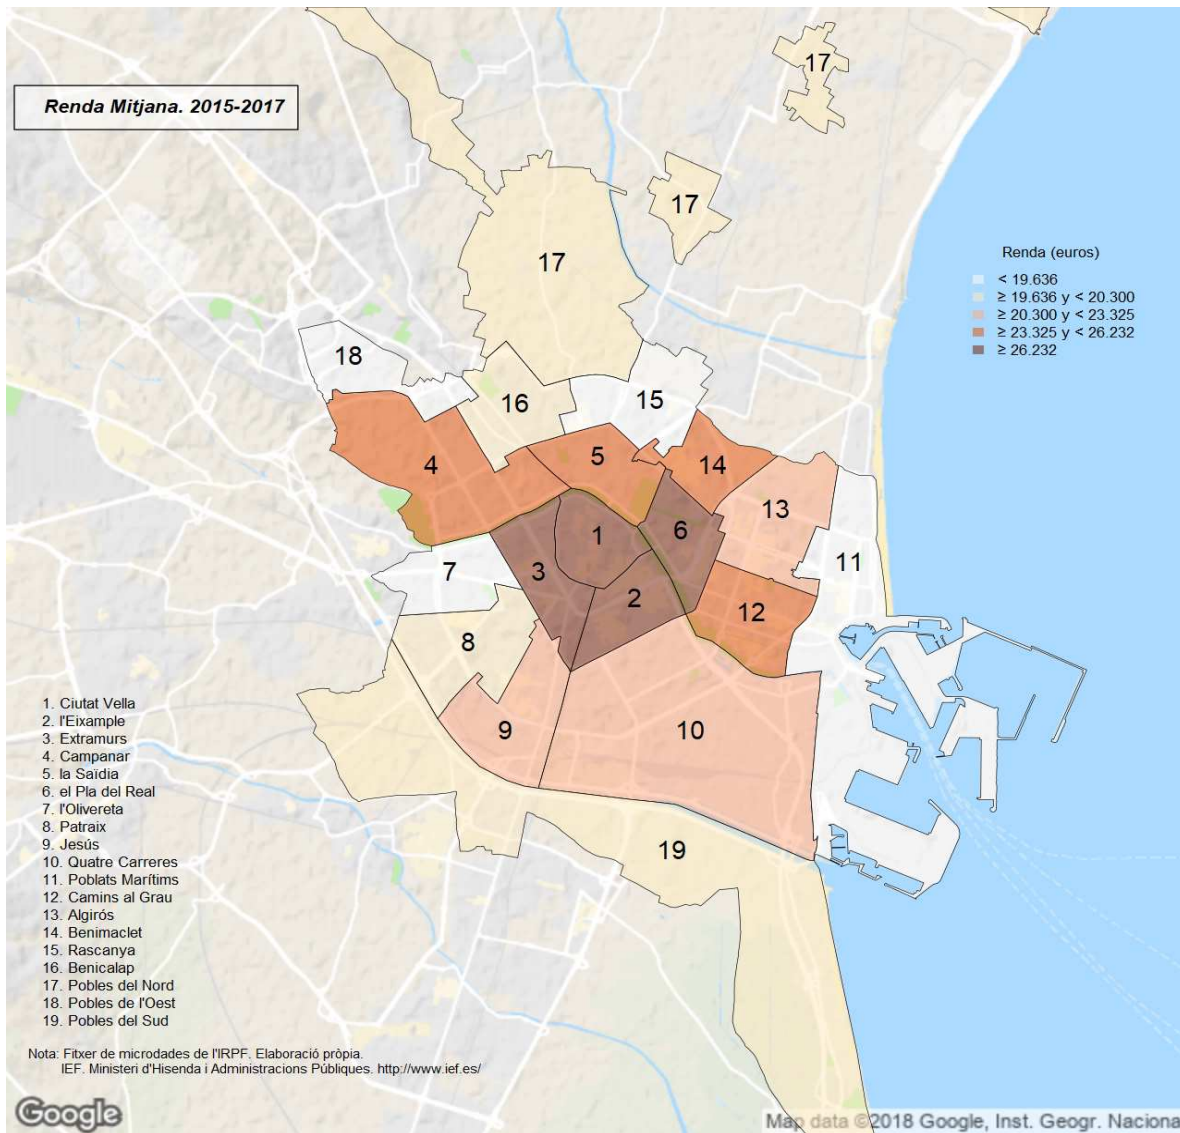 17
Renda Mitjana. 2015-2017
17
17
Renda (euros)
< 19.636
≥ 19.636 y < 20.300
≥ 20.300 y < 23.325
≥ 23.325 y < 26.232
≥ 26.232
18
16
15
4
5
14
13
6
1
11
3
7
2
12
8
9
10
19
1. Ciutat Vella
2. l'Eixample
3. Extramurs
4. Campanar
5. la Saïdia
6. el Pla del Real
7. l'Olivereta
8. Patraix
9. Jesús
10. Quatre Carreres
11. Poblats Marítims
12. Camins al Grau
13. Algirós
14. Benimaclet
15. Rascanya
16. Benicalap
17. Pobles del Nord
18. Pobles de l'Oest
19. Pobles del Sud
Nota: Fitxer de microdades de l'IRPF. Elaboració pròpia.
IEF. Ministeri d'Hisenda i Administracions Públiques. http://www.ief.es/
Google
Map data ©2018 Google, Inst. Geogr. Naciona